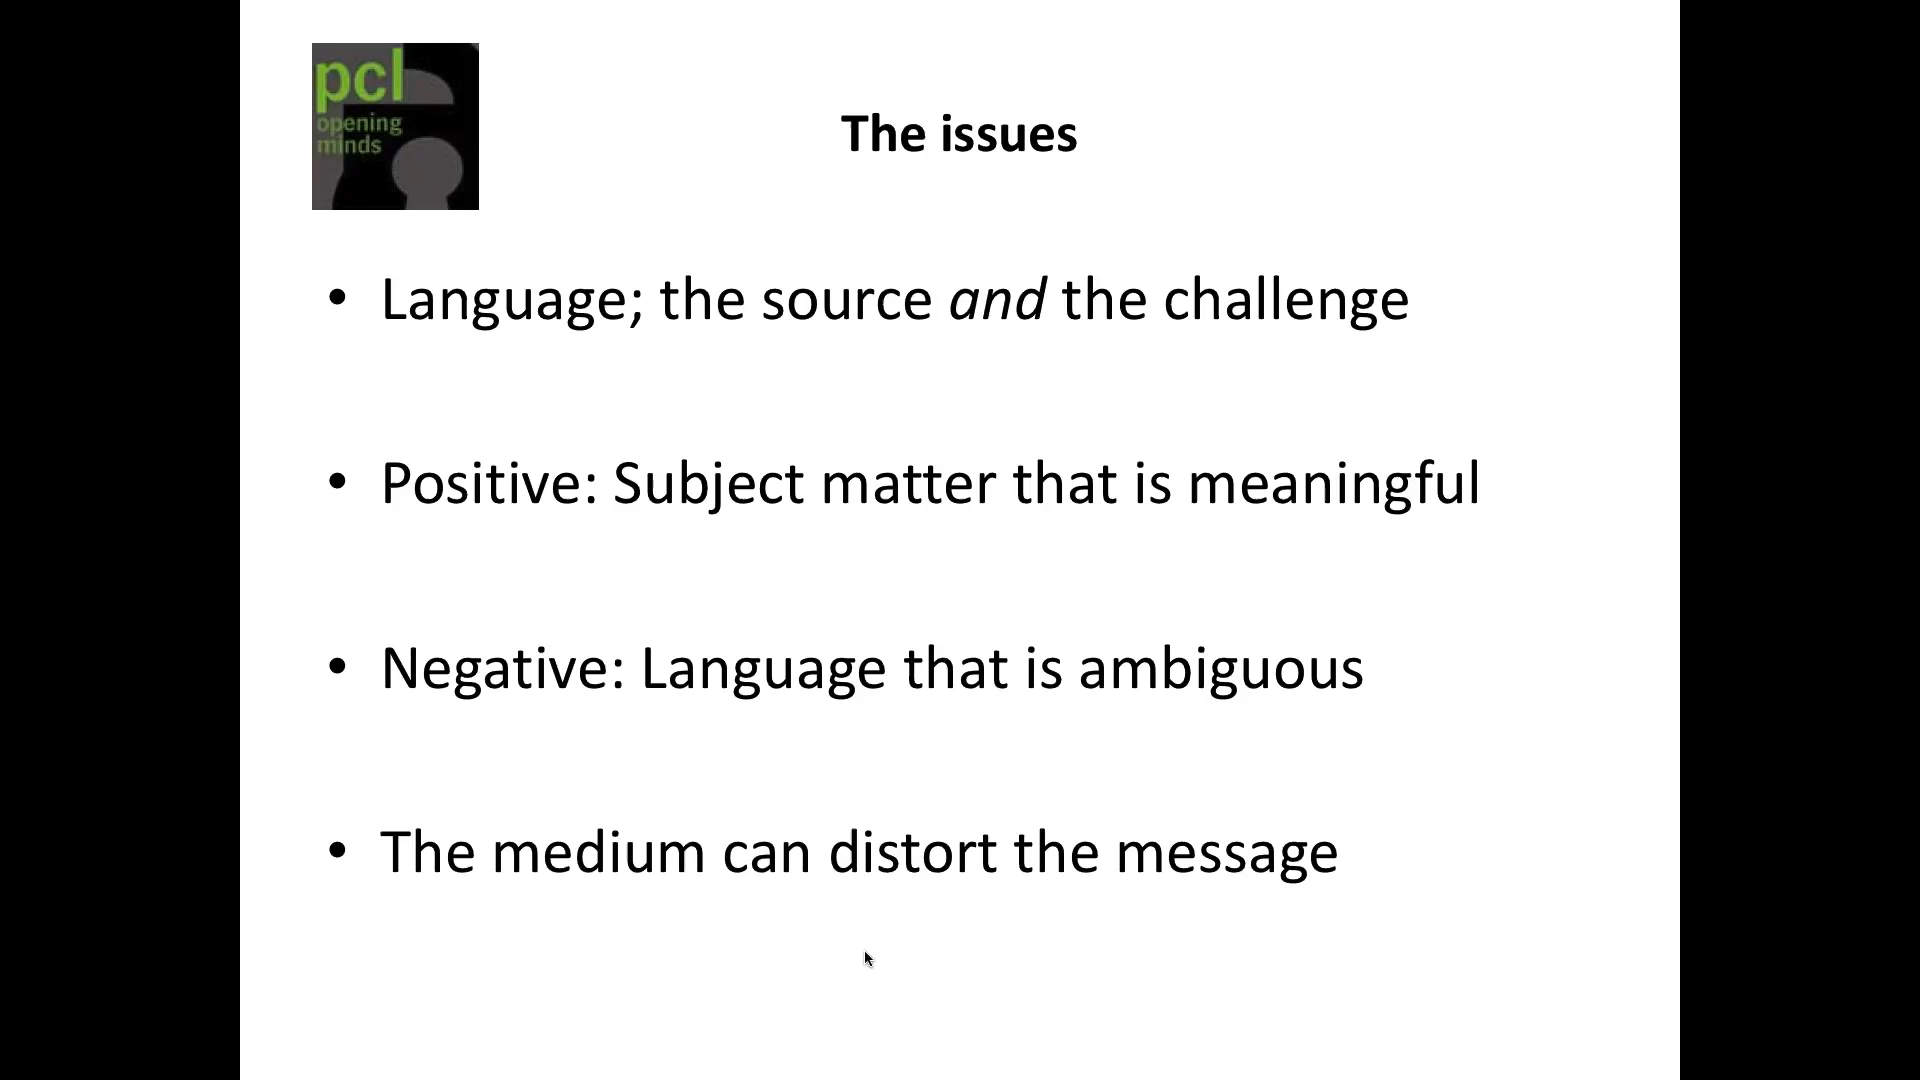 pcl
opening
minds
The issues
• Language; the source and the challenge
• Positive: Subject matter that is meaningful
• Negative: Language that is ambiguous
• The medium can distort the message